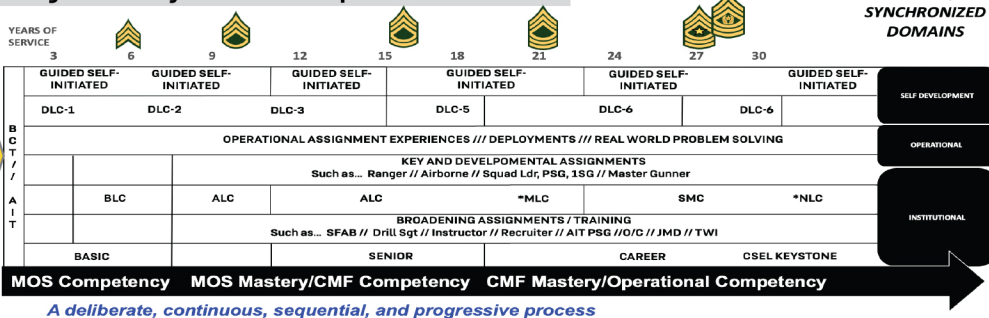 YEARS OF
SERVICE
3 6 9 12 15 18 21 24 27 30
SYNCHRONIZED
DOMAINS
GUIDED SELF-
INITIATED
GUIDED SELF-
INITIATED
GUIDED SELF-
INITIATED
GUIDED SELF-
INITIATED
GUIDED SELF-
INITIATED
GUIDED SELF-
INITIATED
SELF DEVELOPMENT
DLC-1 DLC-2 DLC-3 DLC-5 DLC-6 DLC-6
BCT// AIT
OPERATIONAL ASSIGNMENT EXPERIENCES /// DEPLOYMENTS /// REAL WORLD PROBLEM SOLVING
OPERATIONAL
KEY AND DEVELPOMENTAL ASSIGNMENTS
Such as... Ranger // Airborne // Squad Ldr, PSG, 1SG // Master Gunner
BLC ALC ALC *MLC SMC *NLC
INSTITUTIONAL
BROADENING ASSIGNMENTS / TRAINING
Such as... SFAB // Drill Sgt // Instructor // Recruiter // AIT PSG //O/C // JMD // TWI
BASIC SENIOR CAREER CSEL KEYSTONE
MOS Competency MOS Mastery/CMF Competency CMF Mastery/Operational Competency
A deliberate, continuous, sequential, and progressive process